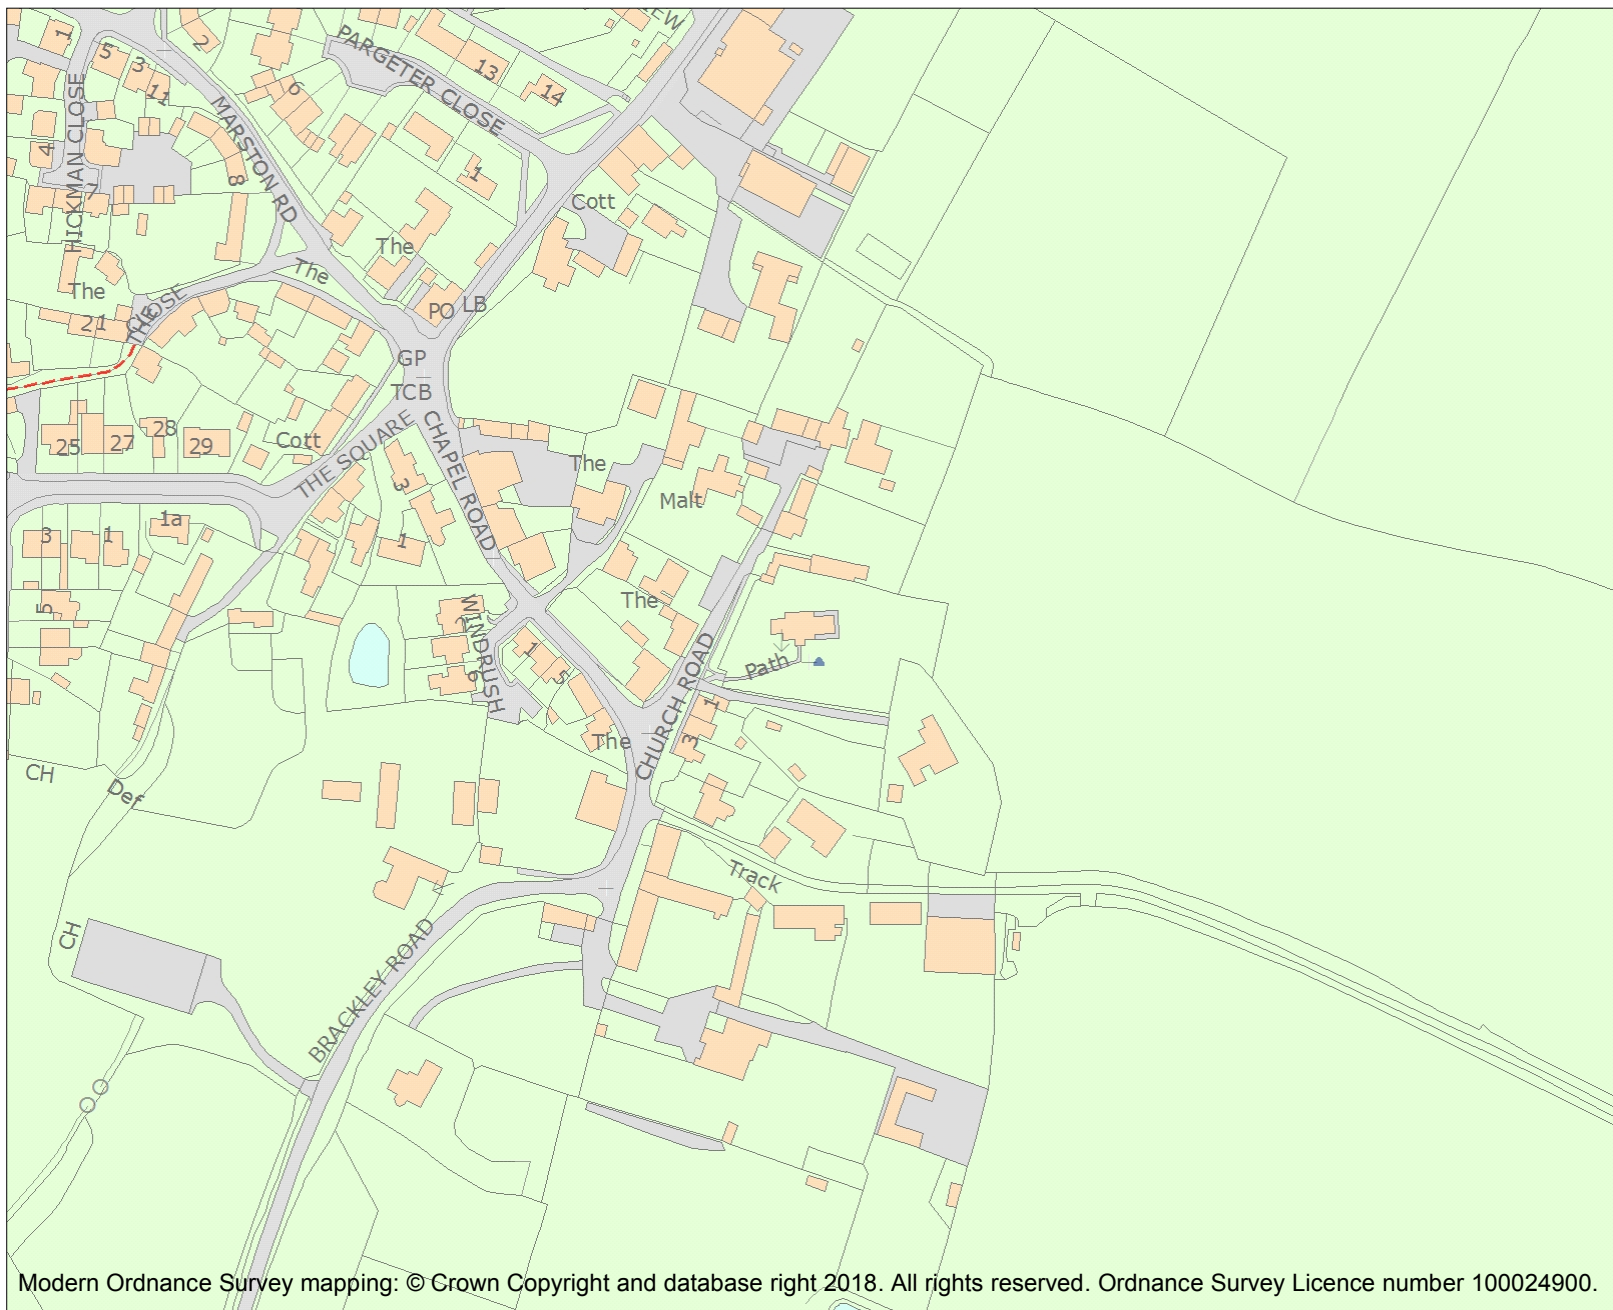 1
5
3
11
2
PARGETER CLOSE
13
14
6
MARSTON RD
HICKMAN CLOSE
4
7
8
1
Cott
The
The
The
THE CLOSE
21
PO
LB
GP
TCB
25
27
28
29
Cott
THE SQUARE
CHAPEL ROAD
3
The
Malt
3
1
1a
1
5
The
WINDRUSH
1
5
6
Path
CHURCH ROAD
1
3
The
CH
Def
Track
CH
BRACKLEY ROAD
Modern Ordnance Survey mapping: © Crown Copyright and database right 2018. All rights reserved. Ordnance Survey Licence number 100024900.